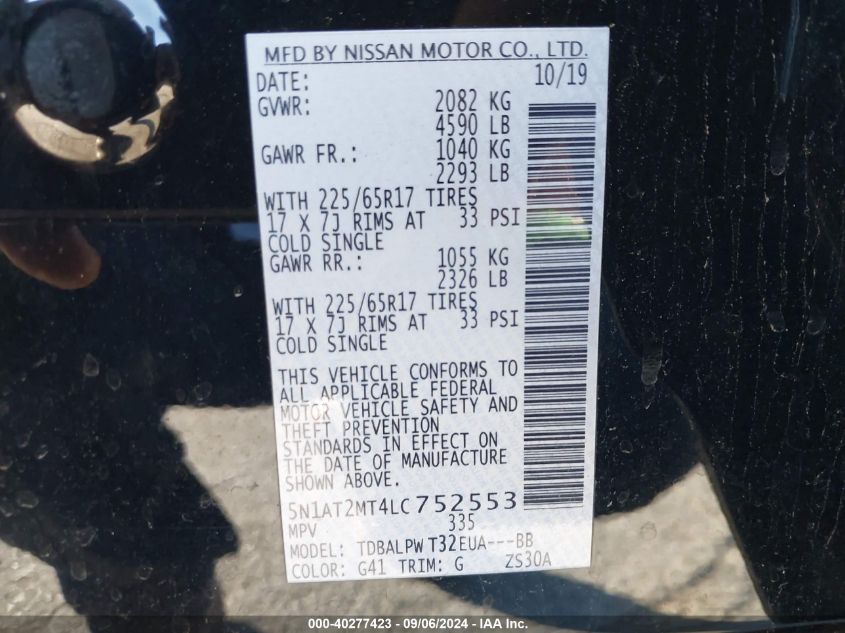 MFD BY NISSAN MOTOR CO., LTD.
DATE: 10/19
GVWR: 2082 KG
4590 LB
GAWR FR.: 1040 KG
2293 LB
WITH 225/65R17 TIRES
17 X 7J RIMS AT 33 PSI
COLD SINGLE
GAWR RR.: 1055 KG
2326 LB
WITH 225/65R17 TIRES
17 X 7J RIMS AT 33 PSI
COLD SINGLE
THIS VEHICLE CONFORMS TO
ALL APPLICABLE FEDERAL
MOTOR VEHICLE SAFETY AND
THEFT PREVENTION
STANDARDS IN EFFECT ON
THE DATE OF MANUFACTURE
SHOWN ABOVE.
5N1AT2MT4LC752553
MPV 335
MODEL: TDBALPW T32EUA---BB
COLOR: G41 TRIM: G ZS30A
000-40277423 - 09/06/2024 - IAA Inc.